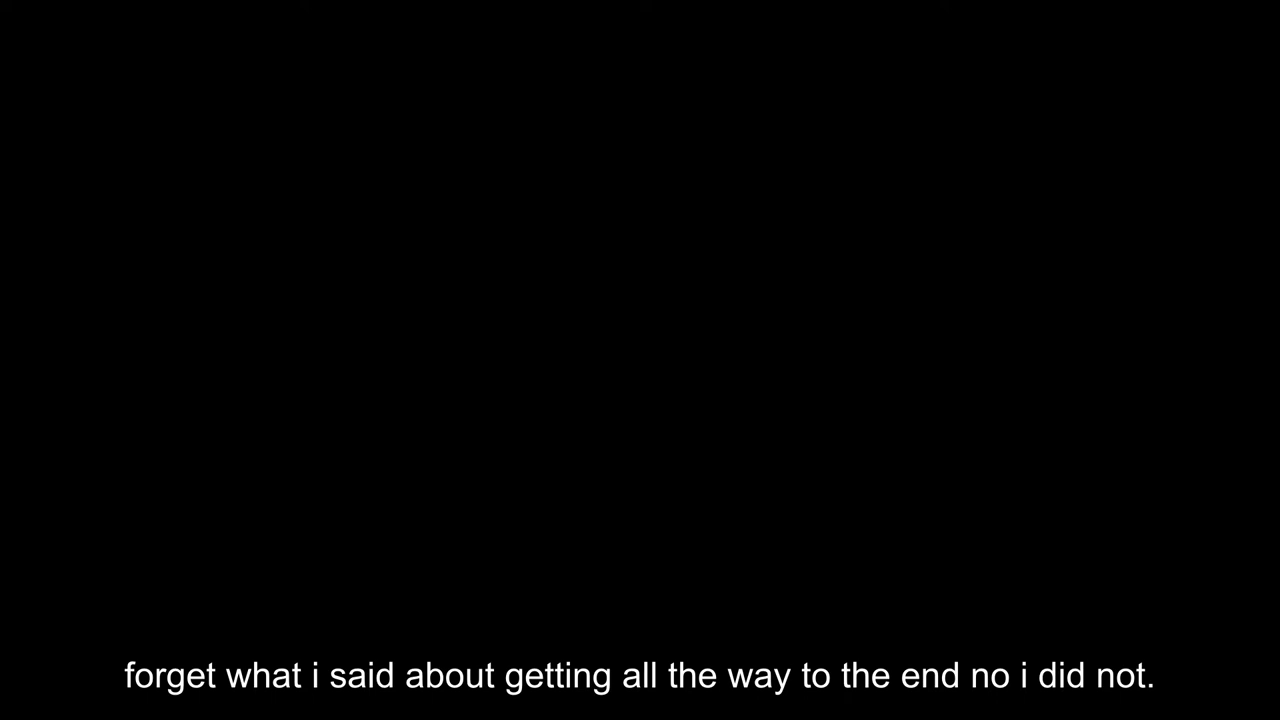 forget what i said about getting all the way to the end no i did not.